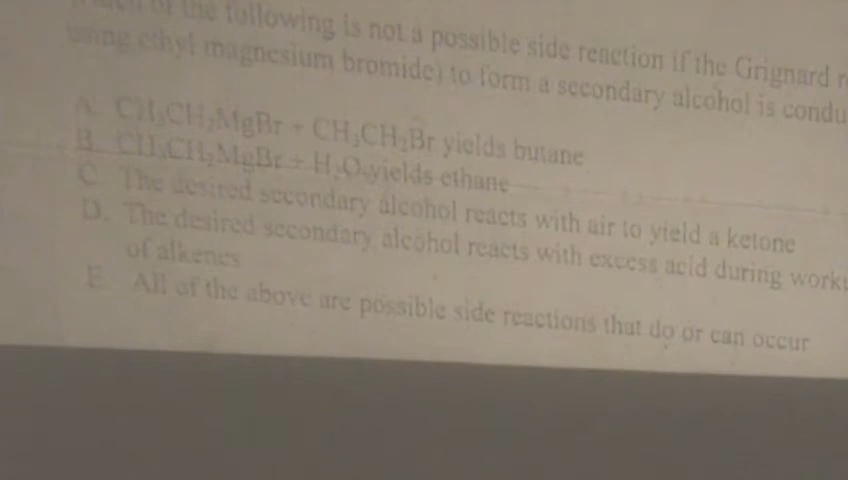 of the following is not a possible side reaction if the Grignard
using ethyl magnesium bromide) to form a secondary alcohol is condu
A. CH₃CH₂MgBr + CH₃CH₂Br yields butane
B. CH₃CH₂MgBr + H₂O yields ethane
C. The desired secondary alcohol reacts with air to yield a ketone
D. The desired secondary alcohol reacts with excess acid during work
of alkenes
E. All of the above are possible side reactions that do or can occur